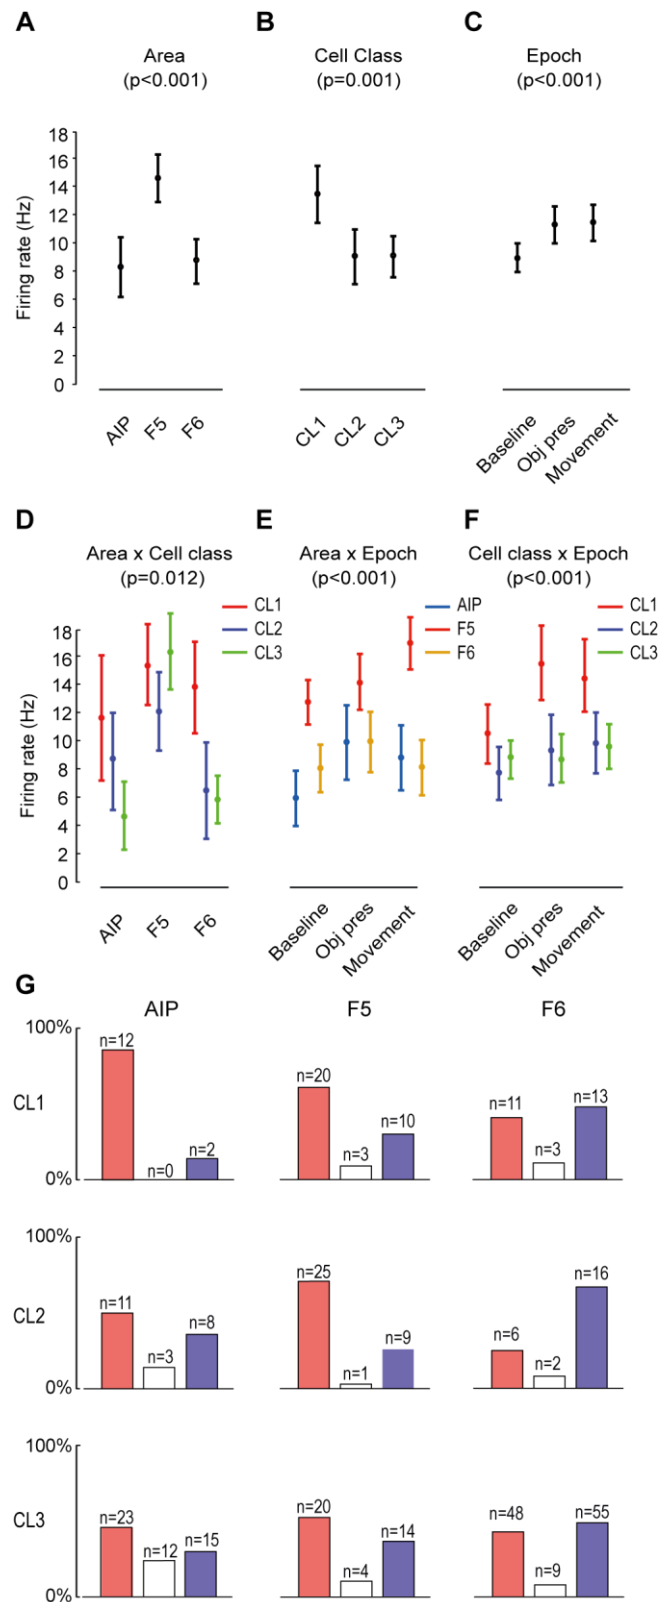 A B C
Area Cell Class Epoch
(p<0.001) (p=0.001) (p<0.001)
Firing rate (Hz)
18
16
14
12
10
8
6
4
2
0
AIP F5 F6 CL1 CL2 CL3 Baseline Obj pres Movement
D E F
Area x Cell class Area x Epoch Cell class x Epoch
(p=0.012) (p<0.001) (p<0.001)
CL1 AIP CL1
CL2 F5 CL2
CL3 F6 CL3
Firing rate (Hz)
18
16
14
12
10
8
6
4
2
0
AIP F5 F6 Baseline Obj pres Movement Baseline Obj pres Movement
G
AIP F5 F6
100%
CL1
0%
n=12 n=0 n=2 n=20 n=3 n=10 n=11 n=3 n=13
100%
CL2
0%
n=11 n=3 n=8 n=25 n=1 n=9 n=6 n=2 n=16
100%
CL3
0%
n=23 n=12 n=15 n=20 n=4 n=14 n=48 n=9 n=55